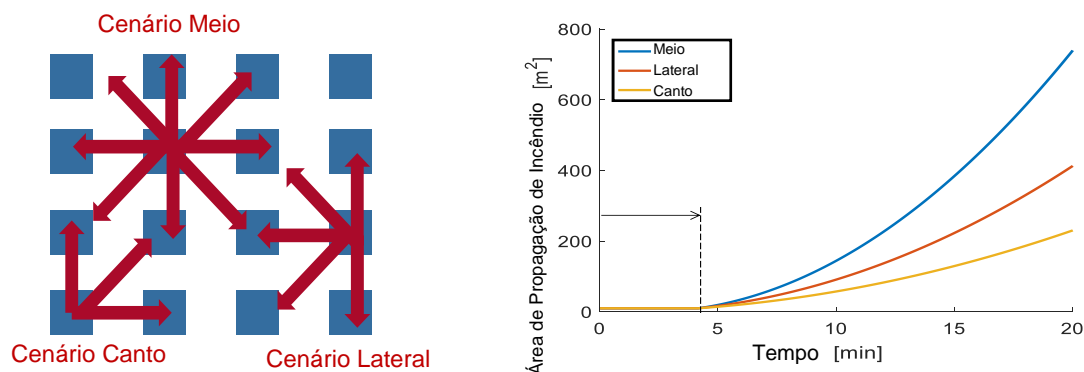 Cenário Meio
Cenário Canto
Cenário Lateral
Área de Propagação de Incêndio [m²]
800
600
400
200
0
Meio
Lateral
Canto
0
5
10
15
20
Tempo [min]